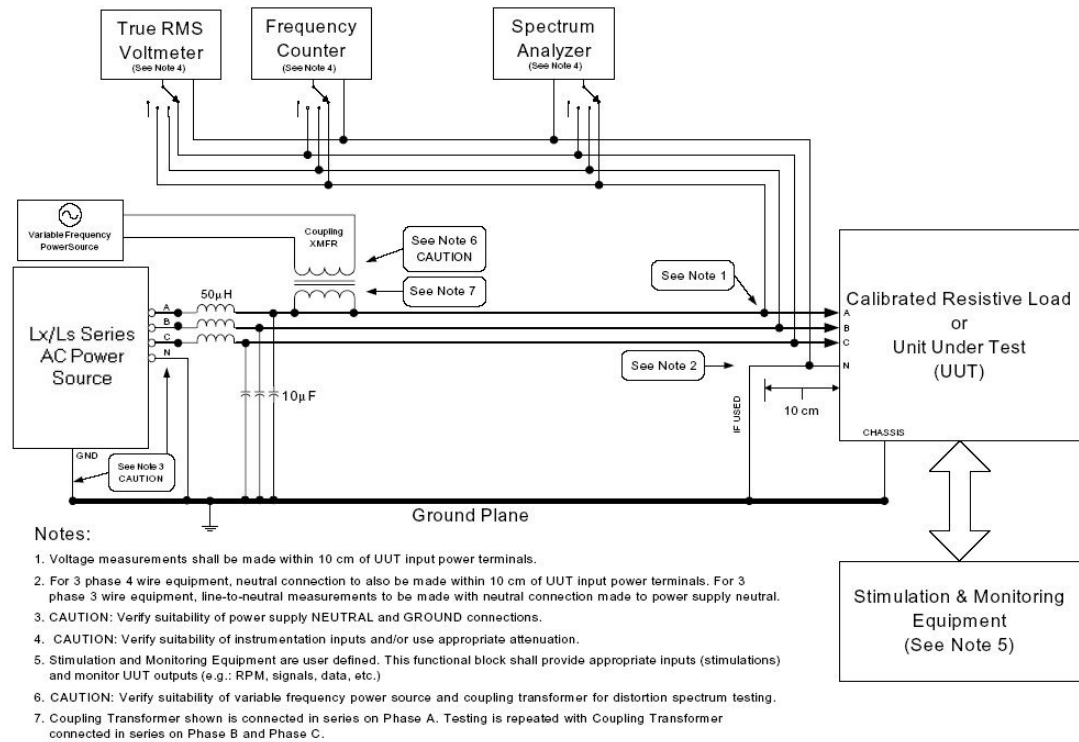 True RMS
Voltmeter
(See Note 4)
Frequency
Counter
(See Note 4)
Spectrum
Analyzer
(See Note 4)
Variable Frequency
PowerSource
Coupling
XMFR
See Note 6
CAUTION
See Note 7
See Note 1
See Note 2
Lx/Ls Series
AC Power
Source
A
B
C
N
50μH
10μF
GND
See Note 3
CAUTION
IF USED
10 cm
A
B
C
N
Calibrated Resistive Load
or
Unit Under Test
(UUT)
CHASSIS
Ground Plane
Stimulation & Monitoring
Equipment
(See Note 5)
Notes:
1. Voltage measurements shall be made within 10 cm of UUT input power terminals.
2. For 3 phase 4 wire equipment, neutral connection to also be made within 10 cm of UUT input power terminals. For 3
phase 3 wire equipment, line-to-neutral measurements to be made with neutral connection made to power supply neutral.
3. CAUTION: Verify suitability of power supply NEUTRAL and GROUND connections.
4. CAUTION: Verify suitability of instrumentation inputs and/or use appropriate attenuation.
5. Stimulation and Monitoring Equipment are user defined. This functional block shall provide appropriate inputs (stimulations)
and monitor UUT outputs (e.g.: RPM, signals, data, etc.)
6. CAUTION: Verify suitability of variable frequency power source and coupling transformer for distortion spectrum testing.
7. Coupling Transformer shown is connected in series on Phase A. Testing is repeated with Coupling Transformer
connected in series on Phase B and Phase C.